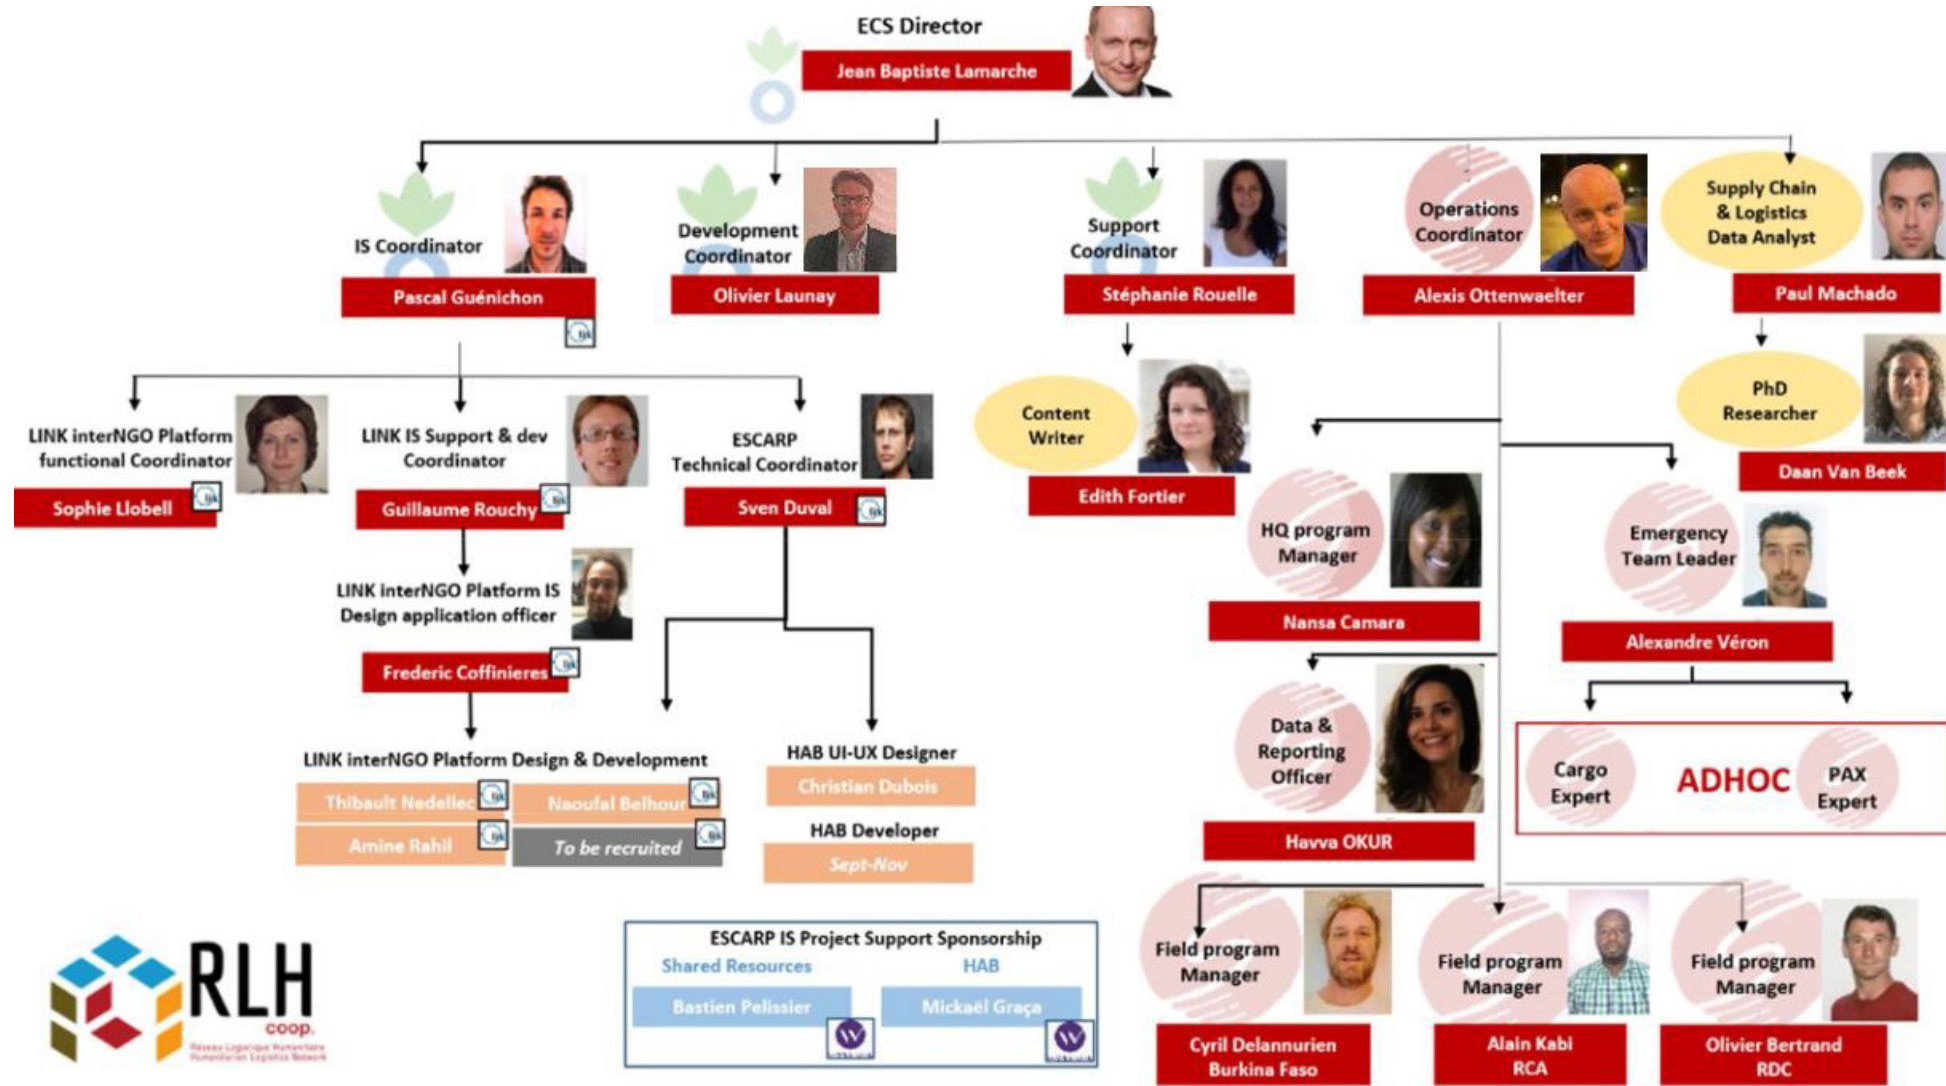 ECS Director
Jean Baptiste Lamarche
IS Coordinator
Pascal Guénichon
Development
Coordinator
Olivier Launay
Support
Coordinator
Stéphanie Rouelle
Operations
Coordinator
Alexis Ottenwaelter
Supply Chain
& Logistics
Data Analyst
Paul Machado
LINK interNGO Platform
functional Coordinator
Sophie Llobell
LINK IS Support & dev
Coordinator
Guillaume Rouchy
ESCARP
Technical Coordinator
Sven Duval
Content
Writer
Edith Fortier
PhD
Researcher
Daan Van Beek
HQ program
Manager
Nansa Camara
Emergency
Team Leader
Alexandre Véron
LINK interNGO Platform IS
Design application officer
Frederic Coffinieres
Data &
Reporting
Officer
Havva OKUR
Cargo
Expert
ADHOC
PAX
Expert
LINK interNGO Platform Design & Development
Thibault Nedellec
Naoufal Belhour
Amine Rahil
To be recruited
HAB UI-UX Designer
Christian Dubois
HAB Developer
Sept-Nov
Field program
Manager
Cyril Delannurien
Burkina Faso
Field program
Manager
Alain Kabi
RCA
Field program
Manager
Olivier Bertrand
RDC
ESCARP IS Project Support Sponsorship
Shared Resources
HAB
Bastien Pelissier
Mickaël Graça
RLH
coop.
Réseau Logistique Humanitaire
Humanitarian Logistics Network